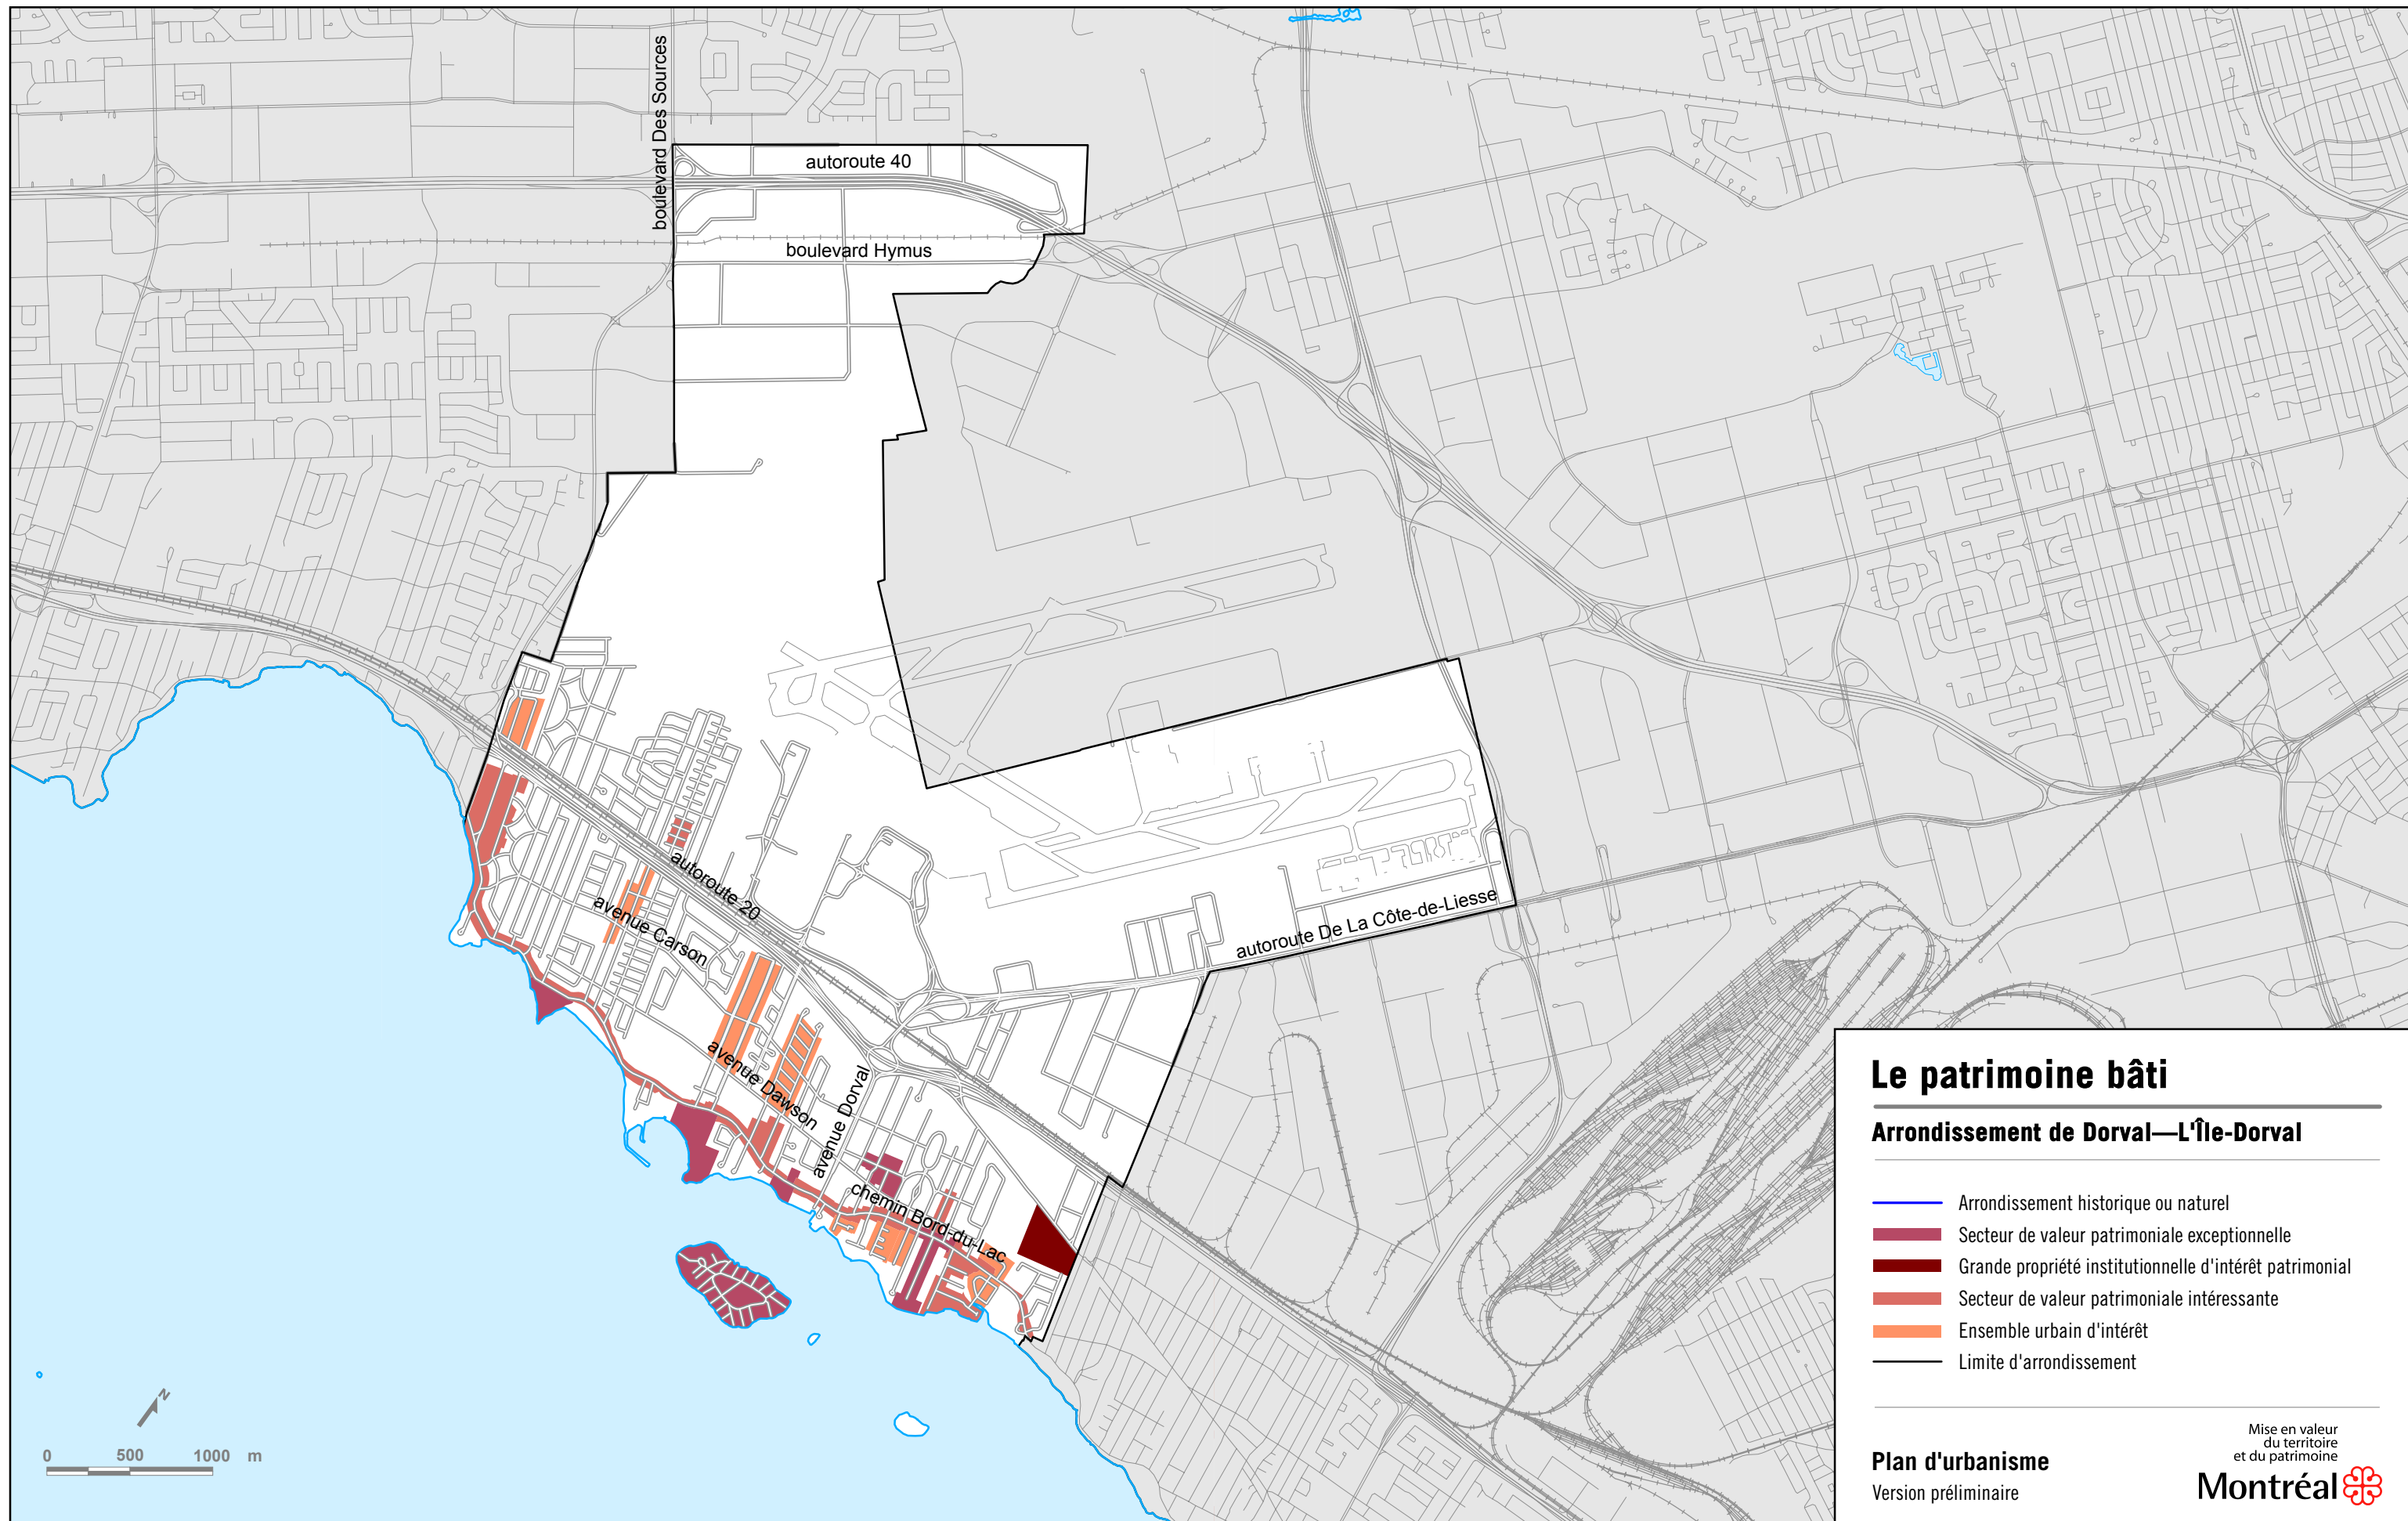 boulevard Des Sources
autoroute 40
boulevard Hymus
autoroute 20
avenue Carson
autoroute De La Côte-de-Liesse
avenue Dawson
avenue Dorval
chemin Bord-du-Lac
N
0 500 1000 m
Le patrimoine bâti
Arrondissement de Dorval—L'Île-Dorval
Arrondissement historique ou naturel
Secteur de valeur patrimoniale exceptionnelle
Grande propriété institutionnelle d'intérêt patrimonial
Secteur de valeur patrimoniale intéressante
Ensemble urbain d'intérêt
Limite d'arrondissement
Plan d'urbanisme
Version préliminaire
Mise en valeur
du territoire
et du patrimoine
Montréal